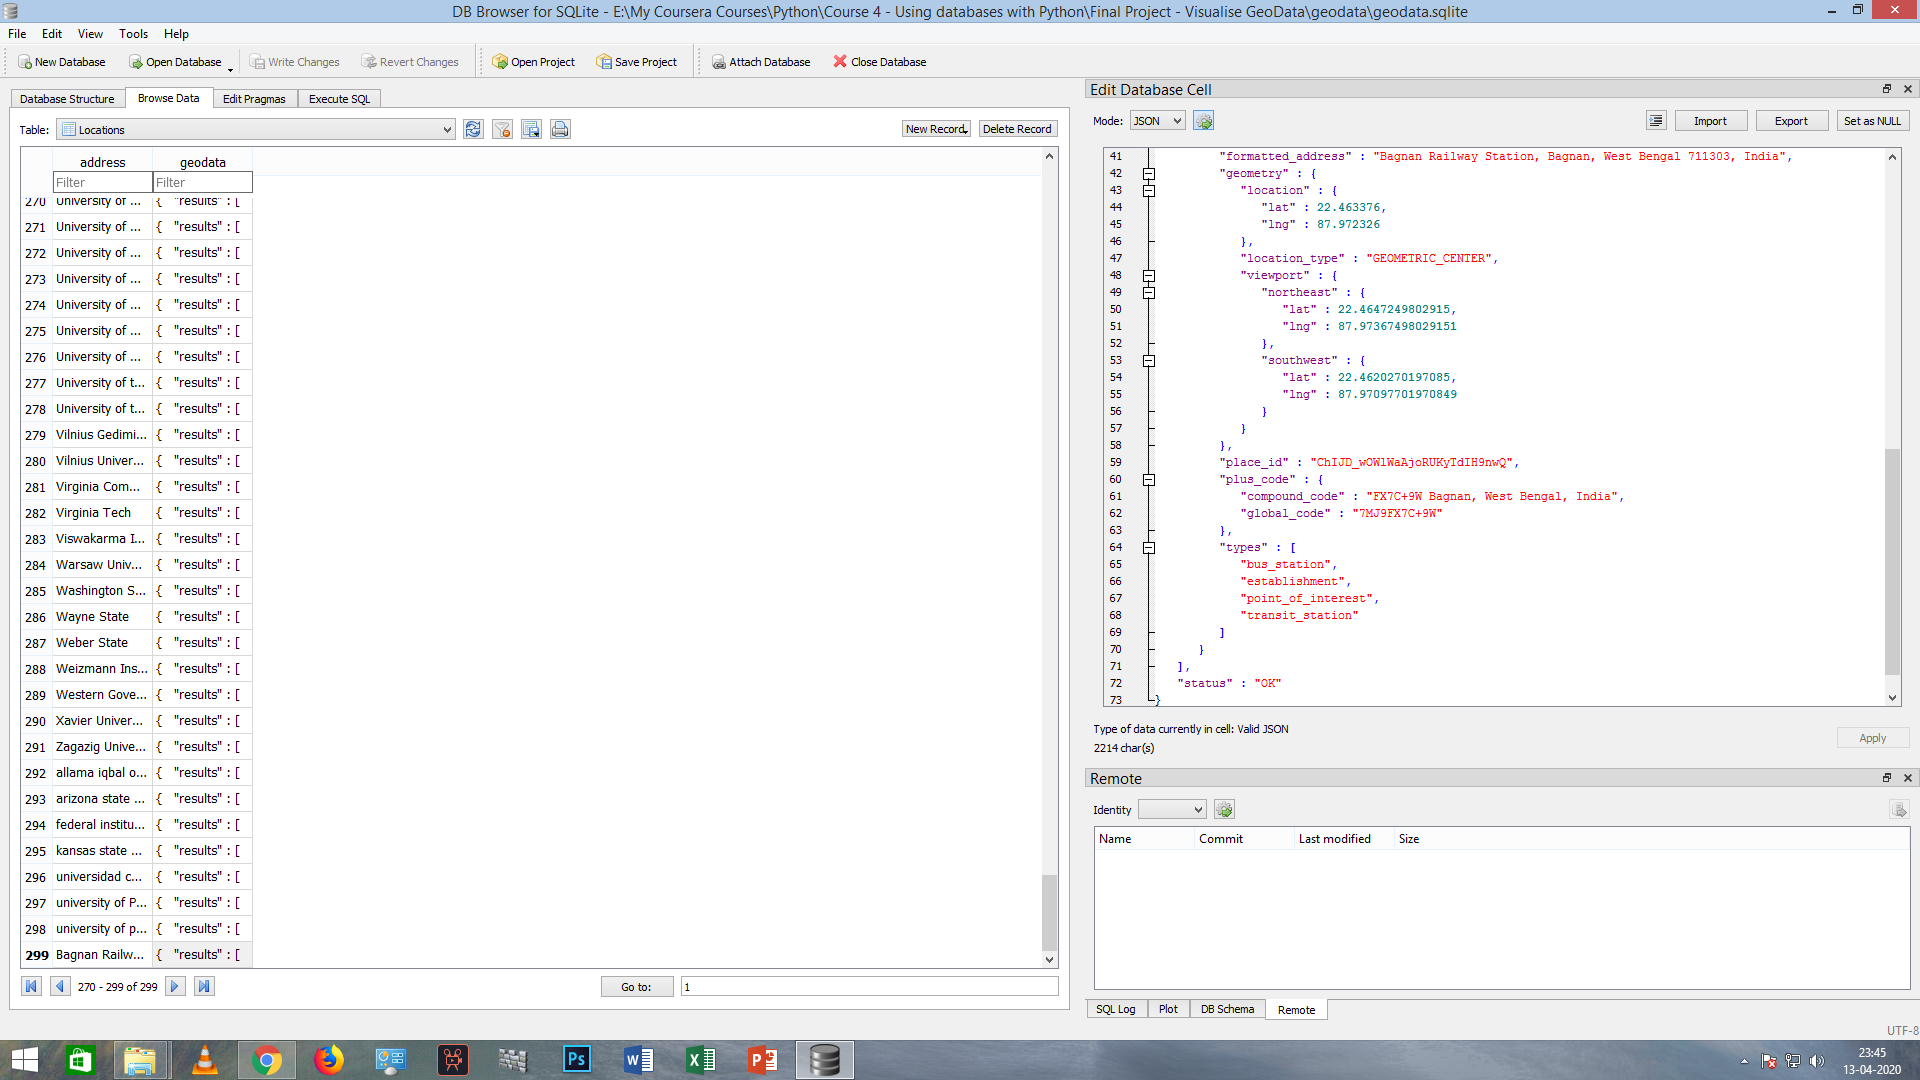 DB Browser for SQLite - E:\My Coursera Courses\Python\Course 4 - Using databases with Python\Final Project - Visualise GeoData\geodata\geodata.sqlite
File Edit View Tools Help
New Database Open Database Write Changes Revert Changes Open Project Save Project Attach Database Close Database
Database Structure Browse Data Edit Pragmas Execute SQL
Table: Locations New Record Delete Record
address geodata
Filter Filter
270 University of ... { "results" : [
271 University of ... { "results" : [
272 University of ... { "results" : [
273 University of ... { "results" : [
274 University of ... { "results" : [
275 University of ... { "results" : [
276 University of ... { "results" : [
277 University of t... { "results" : [
278 University of t... { "results" : [
279 Vilnius Gedimi... { "results" : [
280 Vilnius Univer... { "results" : [
281 Virginia Com... { "results" : [
282 Virginia Tech { "results" : [
283 Viswakarma I... { "results" : [
284 Warsaw Univ... { "results" : [
285 Washington S... { "results" : [
286 Wayne State { "results" : [
287 Weber State { "results" : [
288 Weizmann Ins... { "results" : [
289 Western Gove... { "results" : [
290 Xavier Univer... { "results" : [
291 Zagazig Unive... { "results" : [
292 allama iqbal o... { "results" : [
293 arizona state ... { "results" : [
294 federal institu... { "results" : [
295 kansas state ... { "results" : [
296 universidad c... { "results" : [
297 university of P... { "results" : [
298 university of p... { "results" : [
299 Bagnan Railw... { "results" : [
270 - 299 of 299 Go to: 1
Edit Database Cell
Mode: JSON Import Export Set as NULL
41 "formatted_address" : "Bagnan Railway Station, Bagnan, West Bengal 711303, India",
42 "geometry" : {
43 "location" : {
44 "lat" : 22.463376,
45 "lng" : 87.972326
46 },
47 "location_type" : "GEOMETRIC_CENTER",
48 "viewport" : {
49 "northeast" : {
50 "lat" : 22.4647249802915,
51 "lng" : 87.97367498029151
52 },
53 "southwest" : {
54 "lat" : 22.4620270197085,
55 "lng" : 87.97097701970849
56 }
57 }
58 },
59 "place_id" : "ChIJD_wOWlWaAjoRUKyTdIH9nwQ",
60 "plus_code" : {
61 "compound_code" : "FX7C+9W Bagnan, West Bengal, India",
62 "global_code" : "7MJ9FX7C+9W"
63 },
64 "types" : [
65 "bus_station",
66 "establishment",
67 "point_of_interest",
68 "transit_station"
69 ]
70 }
71 ],
72 "status" : "OK"
73 }
Type of data currently in cell: Valid JSON
2214 char(s)
Apply
Remote
Identity
Name Commit Last modified Size
SQL Log Plot DB Schema Remote
UTF-8
Ps
23:45
13-04-2020